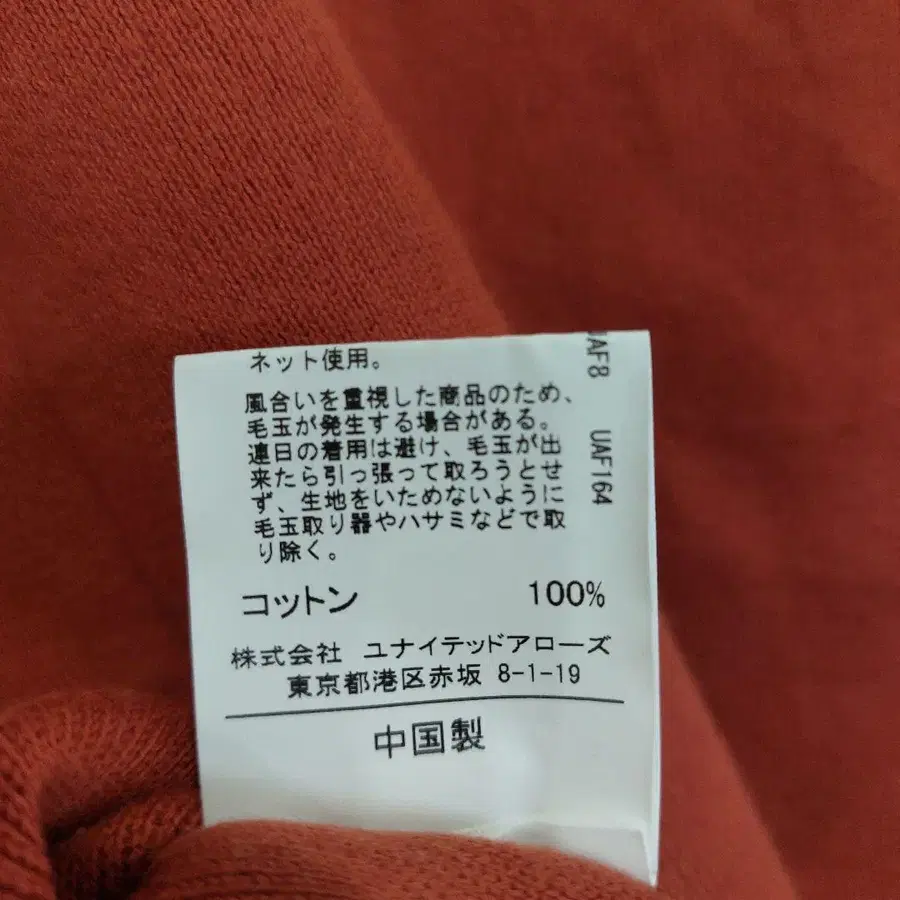 ネット使用。
風合いを重視した商品のため、
毛玉が発生する場合がある。
連日の着用は避け、毛玉が出
来たら引っ張って取ろうとせ
ず、生地をいためないように
毛玉取り器やハサミなどで取
り除く。
コットン 100%
株式会社 ユナイテッドアローズ
東京都港区赤坂 8-1-19
中国製
UAF8 UAF164